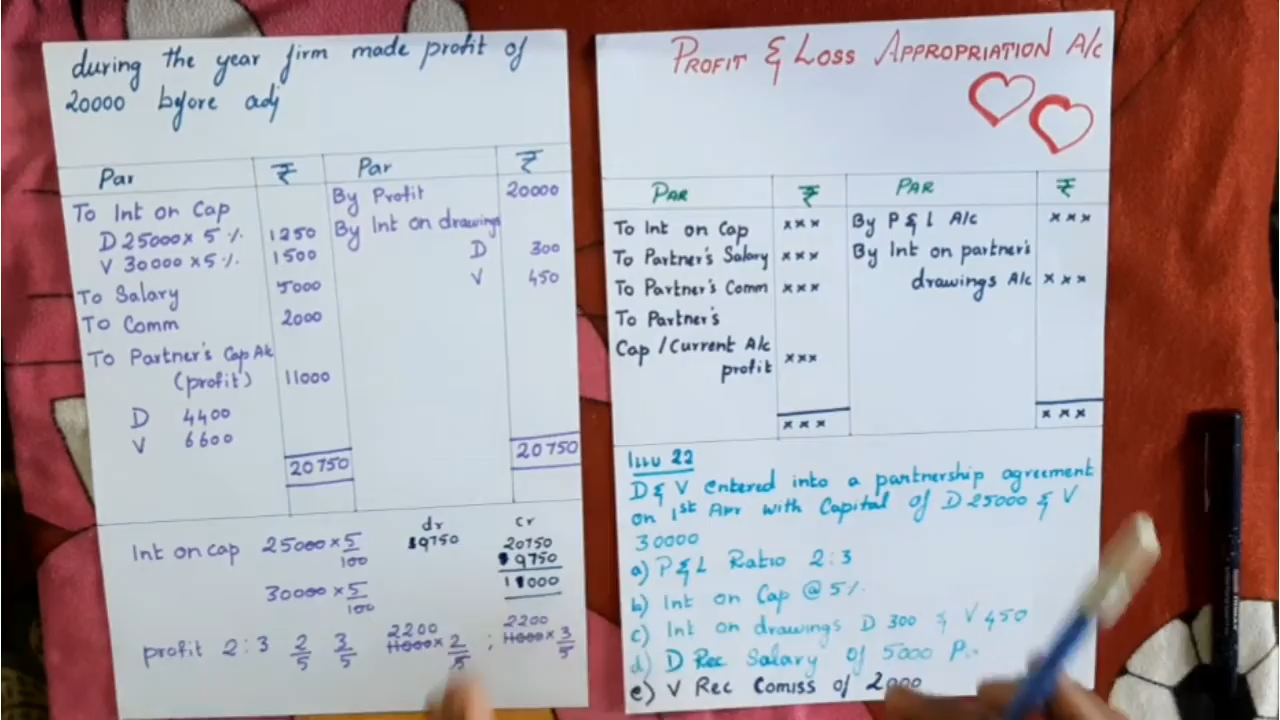 during the year firm made profit of
20000 before adj
Par ₹ Par ₹
To Int on Cap
D 25000 x 5 % 1250
V 30000 x 5 % 1500
To Salary 5000
To Comm 2000
To Partner's Cap A/c
(profit) 11000
D 4400
V 6600
20750
By Profit 20000
By Int on drawings
D 300
V 450
20750
dr cr
Int on cap 25000 x 5/100 9750 20750
9750
30000 x 5/100 11000
profit 2:3 2/5 3/5 2200 2200
11000 x 2/5 ; 11000 x 3/5
PROFIT & LOSS APPROPRIATION A/c
PAR ₹ PAR ₹
To Int on Cap xxx
To Partner's Salary xxx
To Partner's Comm xxx
To Partner's
Cap / Current A/c
profit xxx
xxx
By P & L A/c xxx
By Int on partner's
drawings A/c xxx
xxx
Illu 22
D & V entered into a partnership agreement
on 1st Apr with Capital of D 25000 & V
30000
a) P & L Ratio 2:3
b) Int on Cap @ 5%
c) Int on drawings D 300 & V 450
d) D Rec Salary of 5000
e) V Rec Comiss of 2000